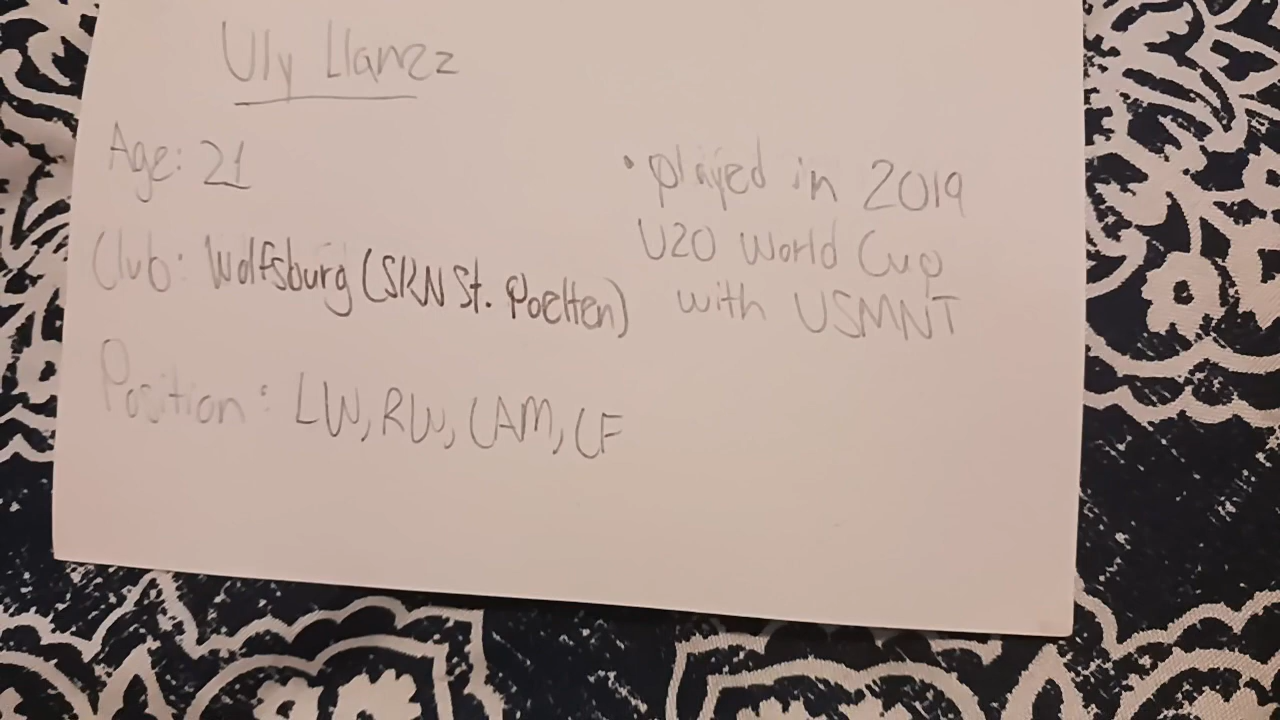 Uly Llanez
Age: 21
Club: Wolfsburg (SKN St. Poelten)
Position: LW, RW, CAM, CF
• played in 2019
U20 World Cup
with USMNT